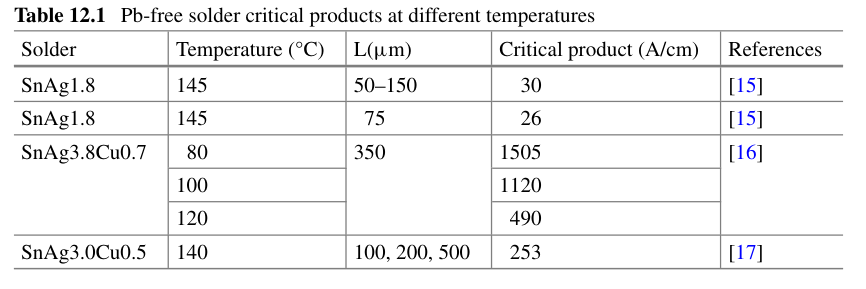 Table 12.1 Pb-free solder critical products at different temperatures
Solder Temperature (°C) L(μm) Critical product (A/cm) References
SnAg1.8 145 50–150 30 [15]
SnAg1.8 145 75 26 [15]
SnAg3.8Cu0.7 80 350 1505 [16]
100 1120
120 490
SnAg3.0Cu0.5 140 100, 200, 500 253 [17]